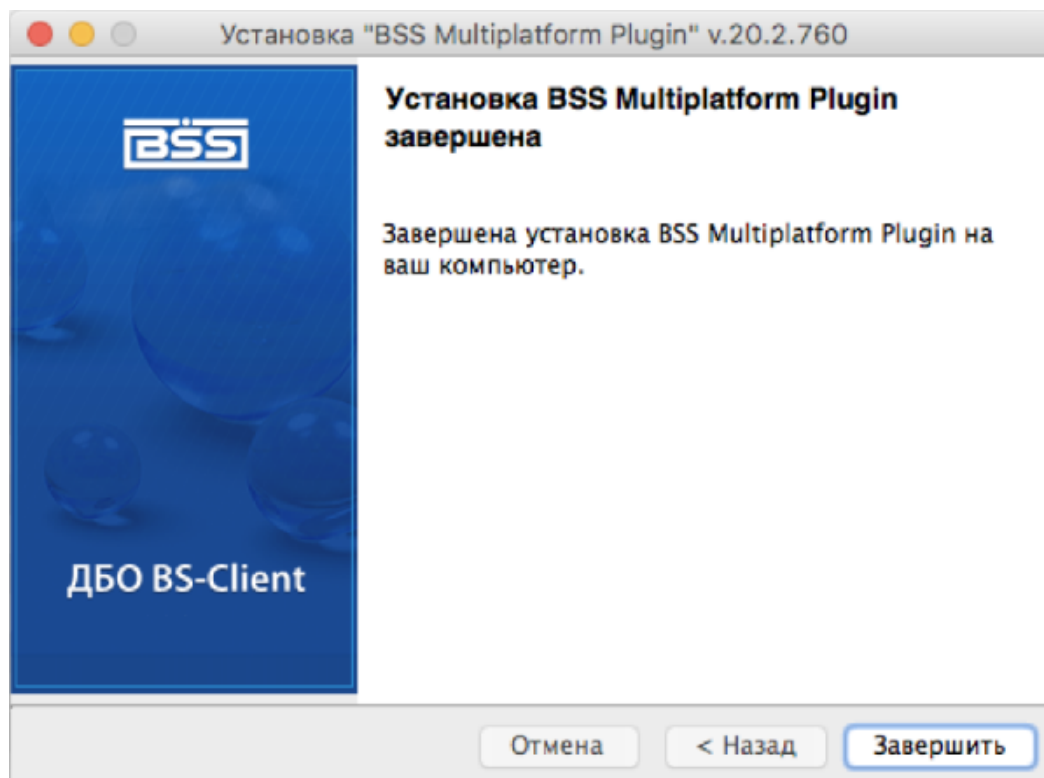 Установка "BSS Multiplatform Plugin" v.20.2.760
BSS
Установка BSS Multiplatform Plugin
завершена
Завершена установка BSS Multiplatform Plugin на
ваш компьютер.
ДБО BS-Client
Отмена
< Назад
Завершить